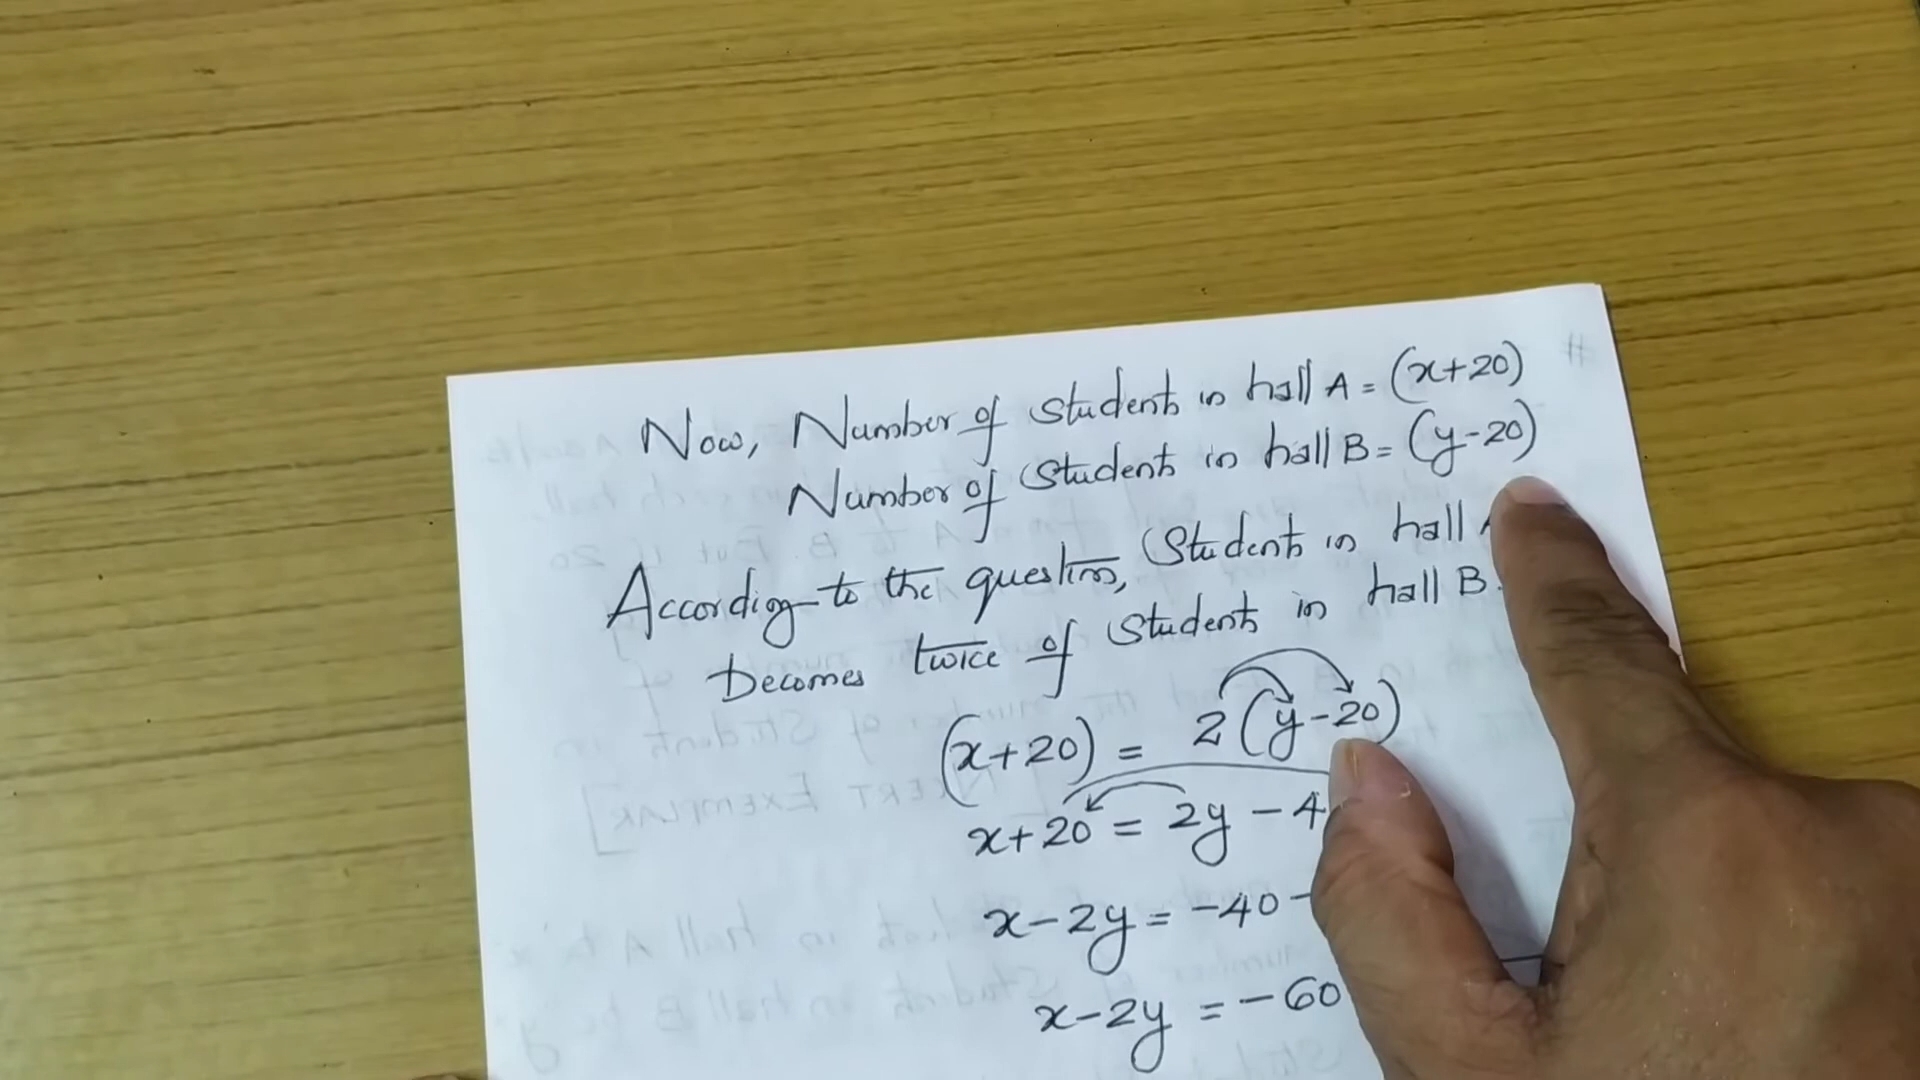 Now, Number of Students in hall A = (x+20)
Number of Students in hall B = (y-20)
According to the question, Students in hall
becomes twice of Students in hall B.
(x+20) = 2(y-20)
x+20 = 2y - 4
x-2y = -40 -
x-2y = -60